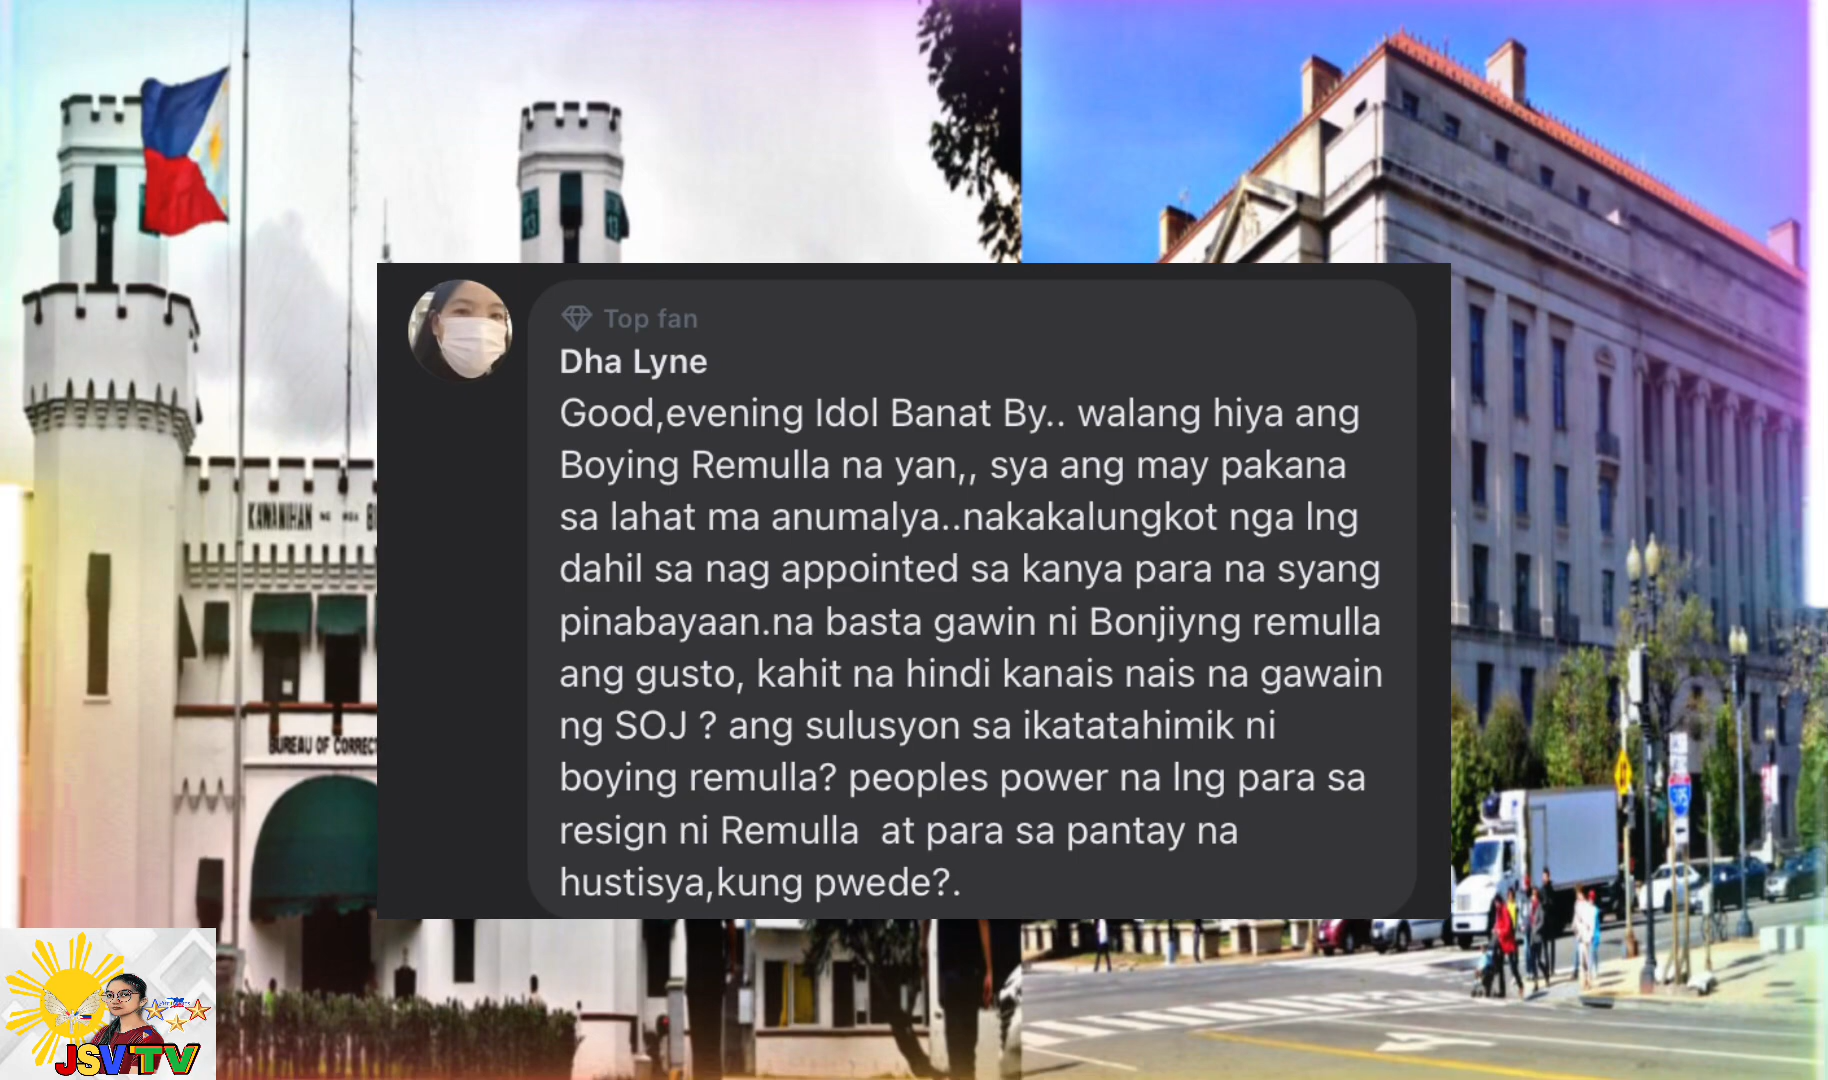 KAWANIHAN NG MGA
BUREAU OF CORRECT
Top fan
Dha Lyne
Good,evening Idol Banat By.. walang hiya ang
Boying Remulla na yan,, sya ang may pakana
sa lahat ma anumalya..nakakalungkot nga lng
dahil sa nag appointed sa kanya para na syang
pinabayaan.na basta gawin ni Bonjiyng remulla
ang gusto, kahit na hindi kanais nais na gawain
ng SOJ ? ang sulusyon sa ikatatahimik ni
boying remulla? peoples power na lng para sa
resign ni Remulla  at para sa pantay na
hustisya,kung pwede?.
JSV TV